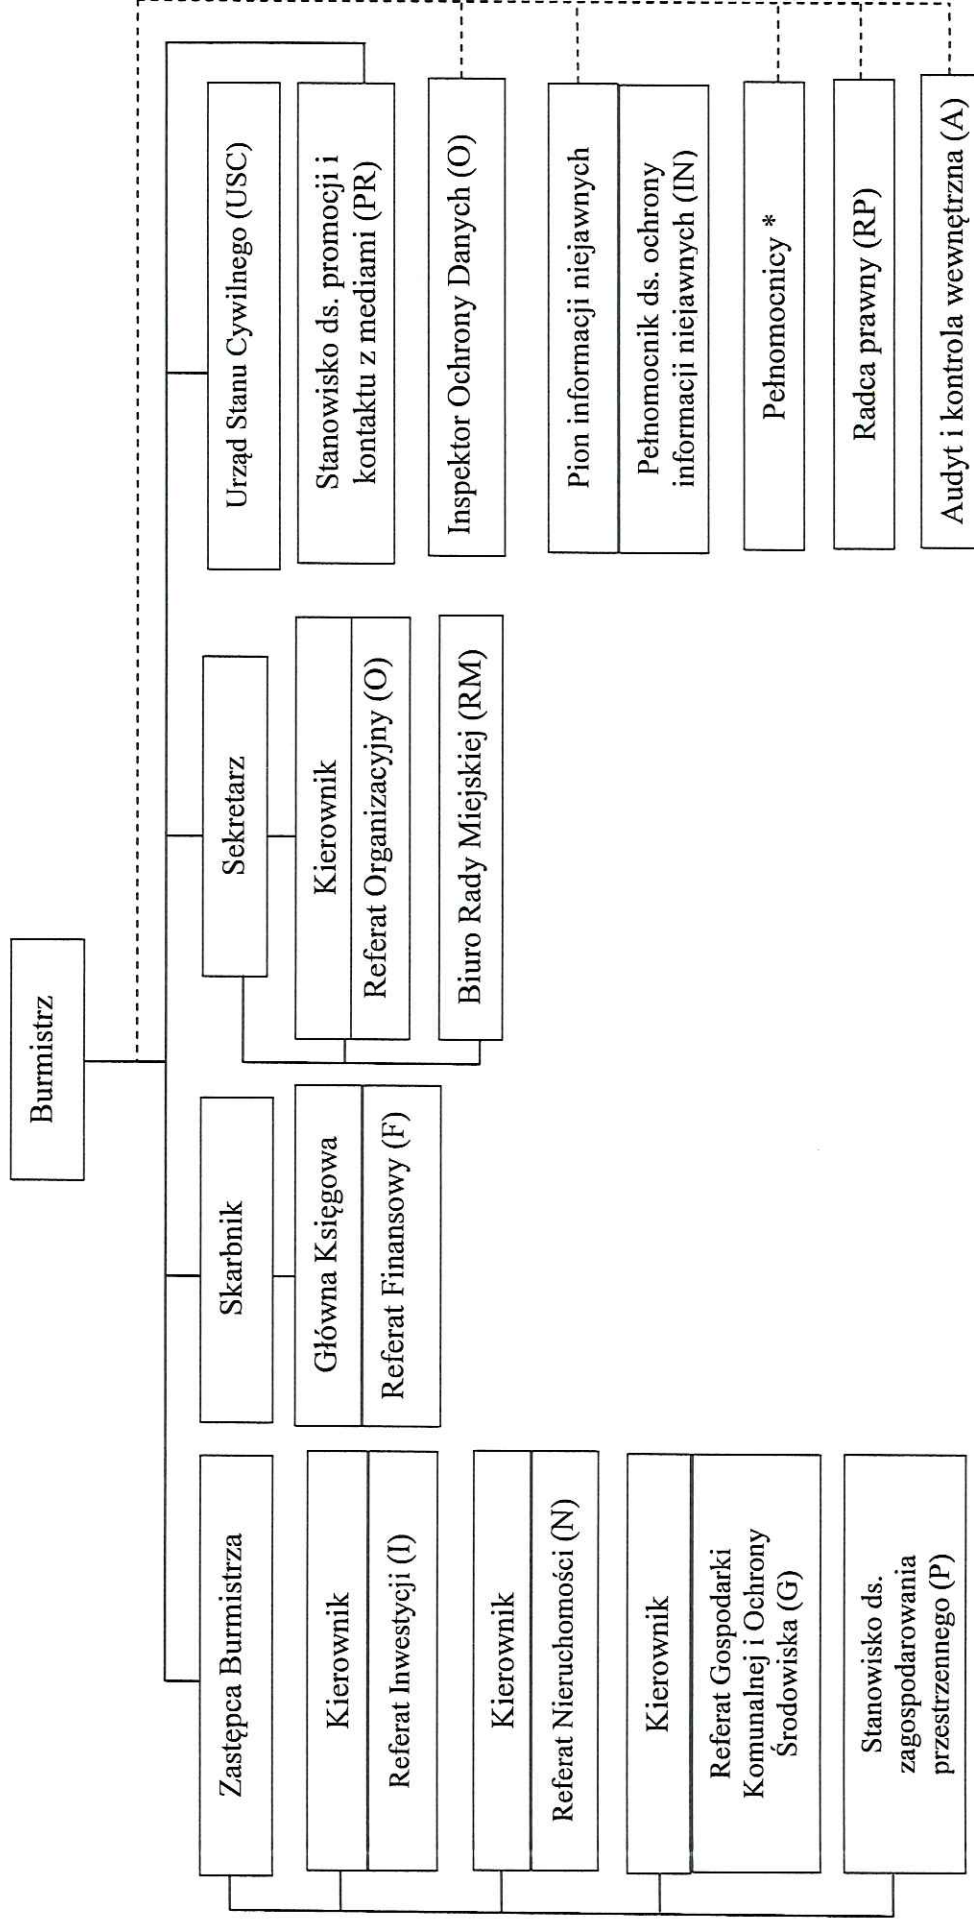 Burmistrz
Zastępca Burmistrza
Kierownik
Referat Inwestycji (I)
Kierownik
Referat Nieruchomości (N)
Kierownik
Referat Gospodarki
Komunalnej i Ochrony
Środowiska (G)
Stanowisko ds.
zagospodarowania
przestrzennego (P)
Skarbnik
Główna Księgowa
Referat Finansowy (F)
Sekretarz
Kierownik
Referat Organizacyjny (O)
Biuro Rady Miejskiej (RM)
Urząd Stanu Cywilnego (USC)
Stanowisko ds. promocji i
kontaktu z mediami (PR)
Inspektor Ochrony Danych (O)
Pion informacji niejawnych
Pełnomocnik ds. ochrony
informacji niejawnych (IN)
Pełnomocnicy *
Radca prawny (RP)
Audyt i kontrola wewnętrzna (A)